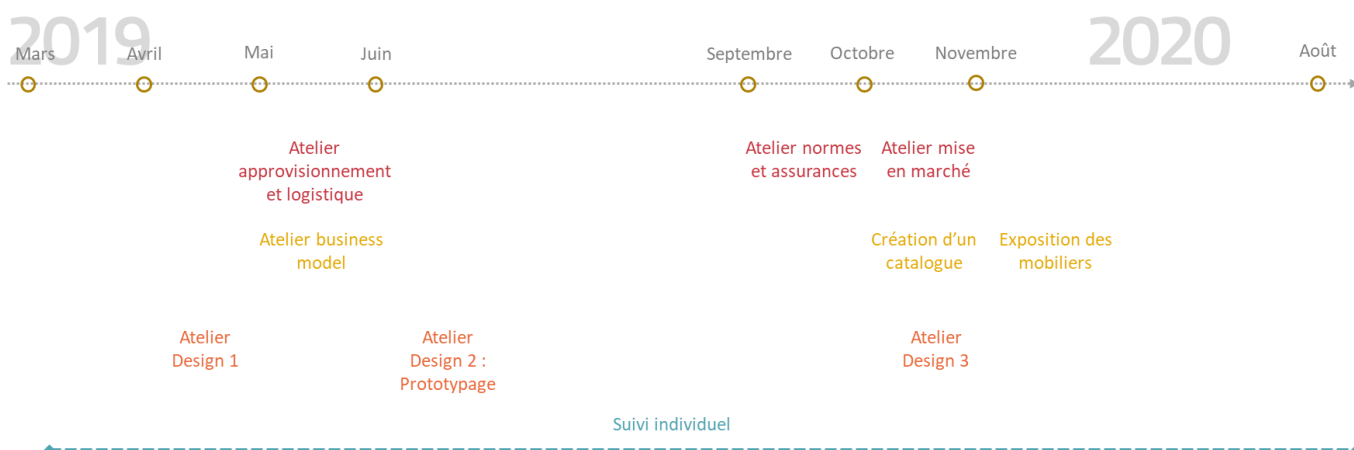 2019
2020
Mars
Avril
Mai
Juin
Septembre
Octobre
Novembre
Août
Atelier
approvisionnement
et logistique
Atelier normes
et assurances
Atelier mise
en marché
Atelier business
model
Création d’un
catalogue
Exposition des
mobiliers
Atelier
Design 1
Atelier
Design 2 :
Prototypage
Atelier
Design 3
Suivi individuel